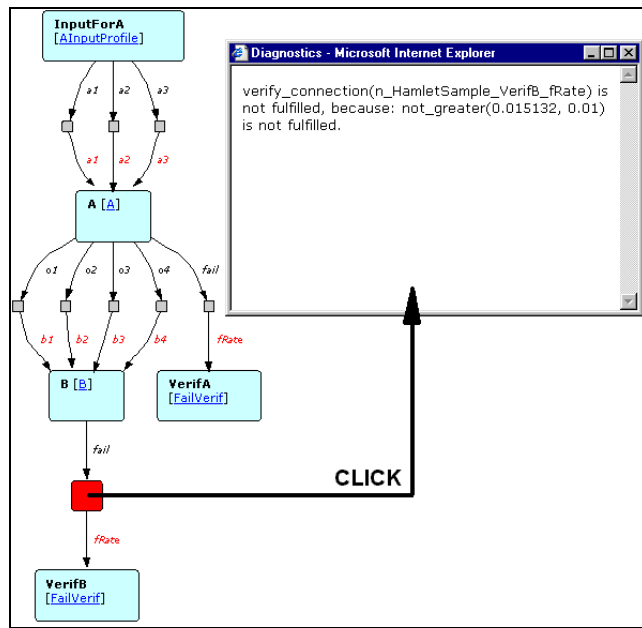 InputForA
[AInputProfile]
Diagnostics - Microsoft Internet Explorer
verify_connection(n_HamletSample_VerifB_fRate) is
not fulfilled, because: not_greater(0.015132, 0.01)
is not fulfilled.
a1 a2 a3
a1 a2 a3
A [A]
o1 o2 o3 o4 fail
b1 b2 b3 b4 fRate
B [B]
VerifA
[FailVerif]
fail
CLICK
fRate
VerifB
[FailVerif]